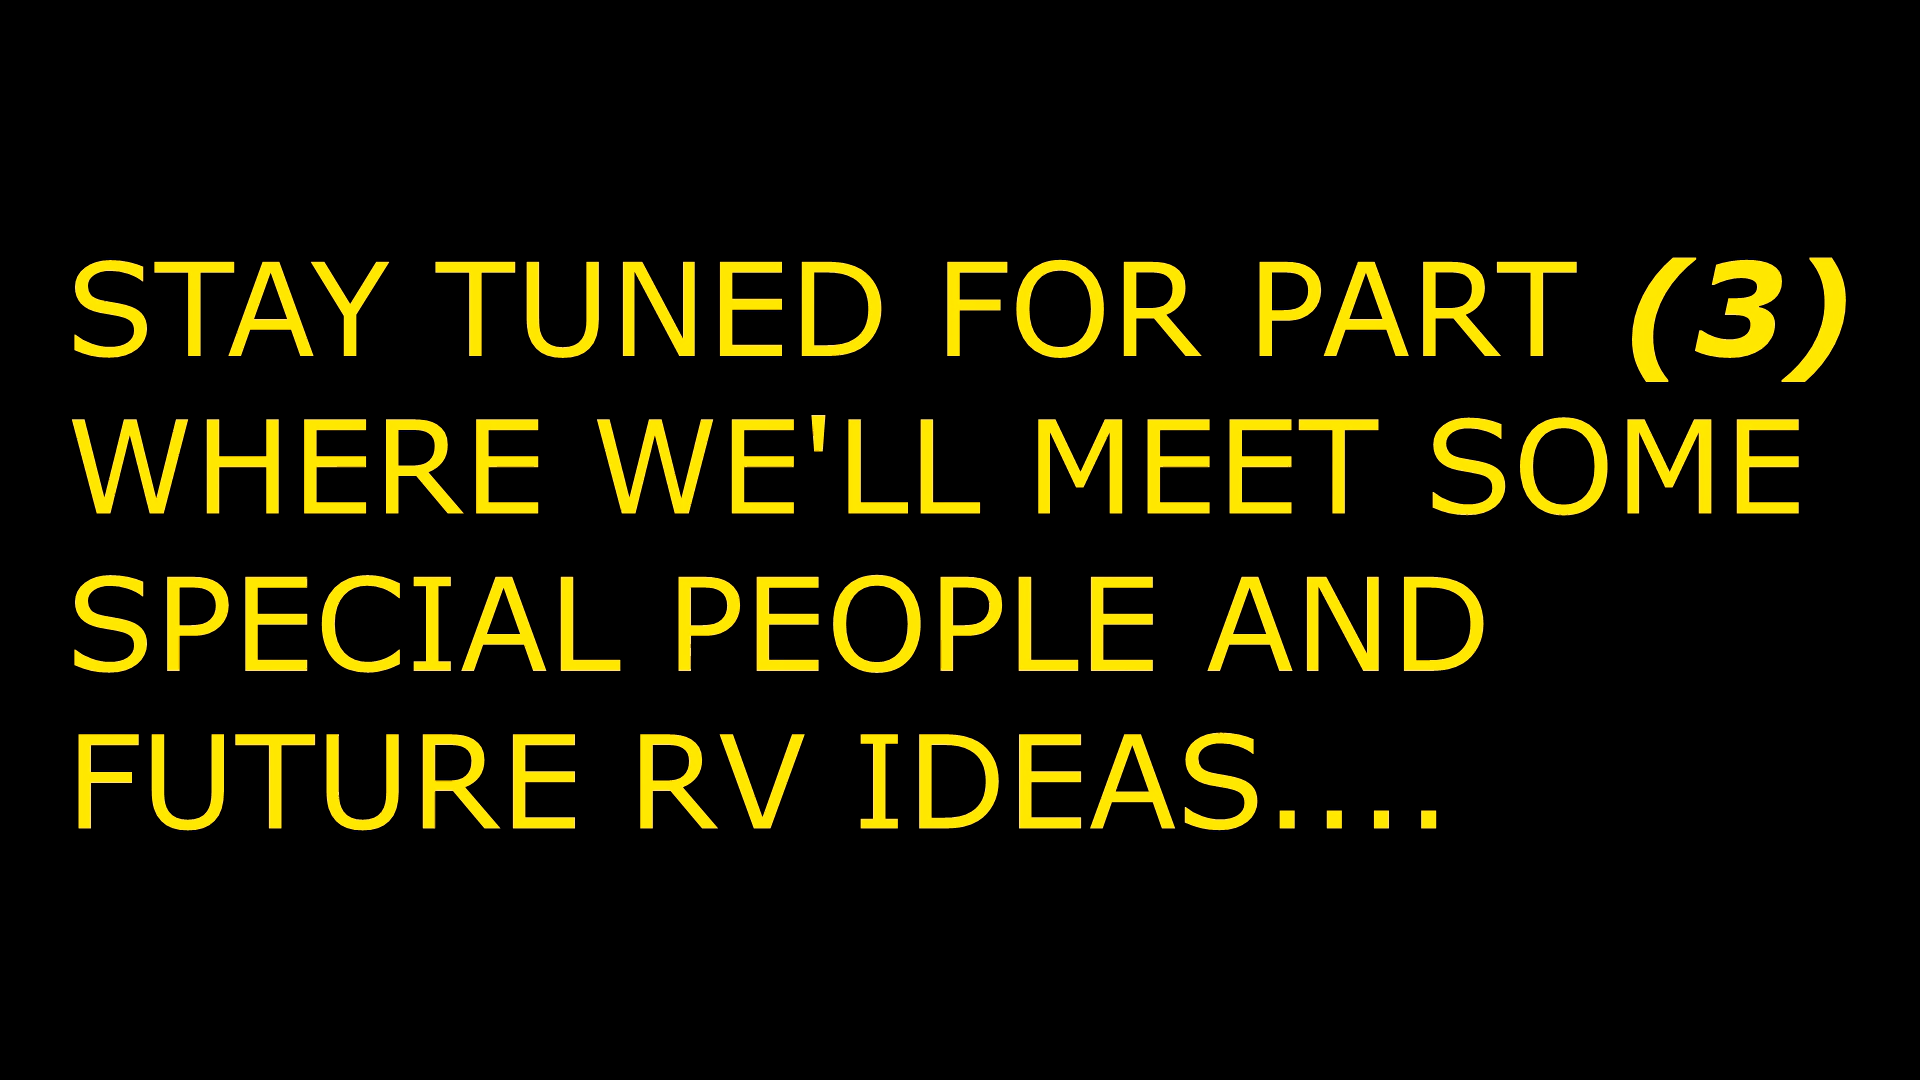 STAY TUNED FOR PART (3)
WHERE WE'LL MEET SOME
SPECIAL PEOPLE AND
FUTURE RV IDEAS....